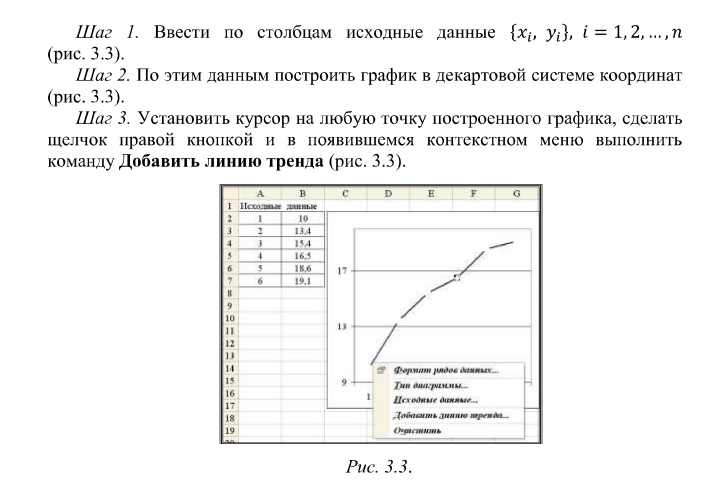 Шаг 1. Ввести по столбцам исходные данные {xᵢ, yᵢ}, i = 1, 2, ..., n
(рис. 3.3).
Шаг 2. По этим данным построить график в декартовой системе координат
(рис. 3.3).
Шаг 3. Установить курсор на любую точку построенного графика, сделать
щелчок правой кнопкой и в появившемся контекстном меню выполнить
команду Добавить линию тренда (рис. 3.3).
A B C D E F G
1 Исходные данные
2 1 10
3 2 13,4
4 3 15,4
5 4 16,5
6 5 18,6
7 6 19,1
8
9
10
11
12
13
14
15
16
17
18
19
20
17
13
9
1
Формат рядов данных...
Тип диаграммы...
Исходные данные...
Добавить линию тренда...
Очистить
Рис. 3.3.